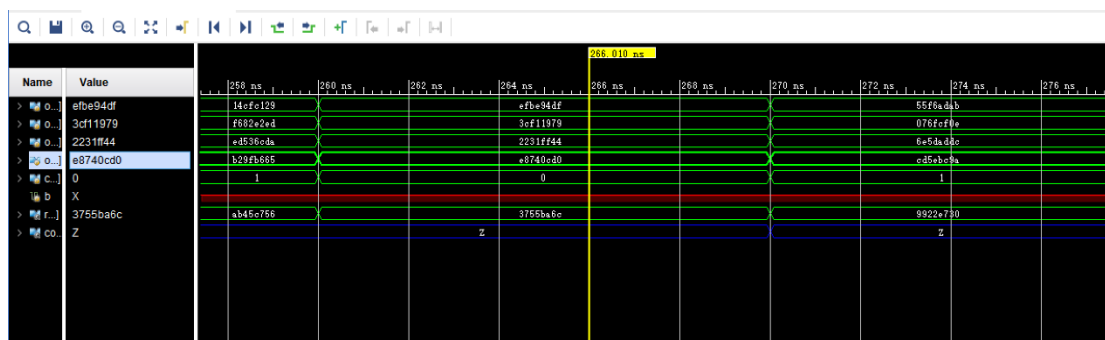 266.010 ns
Name Value
258 ns 260 ns 262 ns 264 ns 266 ns 268 ns 270 ns 272 ns 274 ns 276 ns
> o...] efbe94df 14cfc129 efbe94df 55f6adab
> o...] 3cf11979 f682e2ed 3cf11979 076fcf0e
> o...] 2231ff44 ed536cda 2231ff44 6e5daddc
> o...] e8740cd0 b29fb665 e8740cd0 cd5ebc9a
> c...] 0 1 0 1
b X
> r...] 3755ba6c ab45c756 3755ba6c 9922e730
> co... Z Z Z